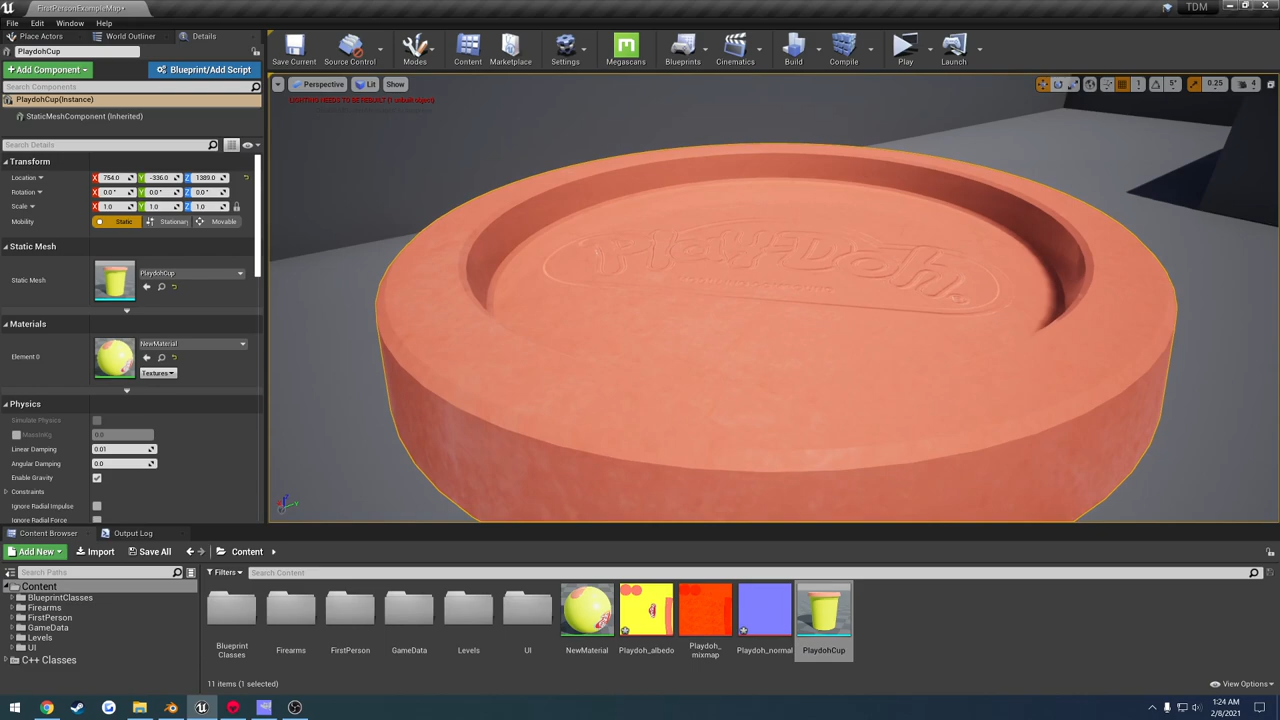 FirstPersonExampleMap*
TDM
File Edit Window Help
Place Actors World Outliner Details
PlaydohCup
+Add Component Blueprint/Add Script
Search Components
PlaydohCup(Instance)
StaticMeshComponent (Inherited)
Search Details
Transform
Location X 754.0 Y -336.0 Z 1389.0
Rotation X 0.0 ° Y 0.0 ° Z 0.0 °
Scale X 1.0 Y 1.0 Z 1.0
Mobility Static Stationary Movable
Static Mesh
Static Mesh PlaydohCup
Materials
Element 0 NewMaterial
Textures
Physics
Simulate Physics
MassInKg 0.0
Linear Damping 0.01
Angular Damping 0.0
Enable Gravity
Constraints
Ignore Radial Impulse
Ignore Radial Force
Save Current Source Control Modes Content Marketplace Settings Megascans Blueprints Cinematics Build Compile Play Launch
Perspective Lit Show
1 5° 0.25 4
LIGHTING NEEDS TO BE REBUILT (1 unbuilt object)
Play-Doh
Z Y
Content Browser Output Log
Add New Import Save All Content
Search Paths
Filters Search Content
Content
BlueprintClasses
Firearms
FirstPerson
GameData
Levels
UI
C++ Classes
Blueprint Classes Firearms FirstPerson GameData Levels UI NewMaterial Playdoh_albedo Playdoh_mixmap Playdoh_normal PlaydohCup
11 items (1 selected)
View Options
1:24 AM
2/8/2021